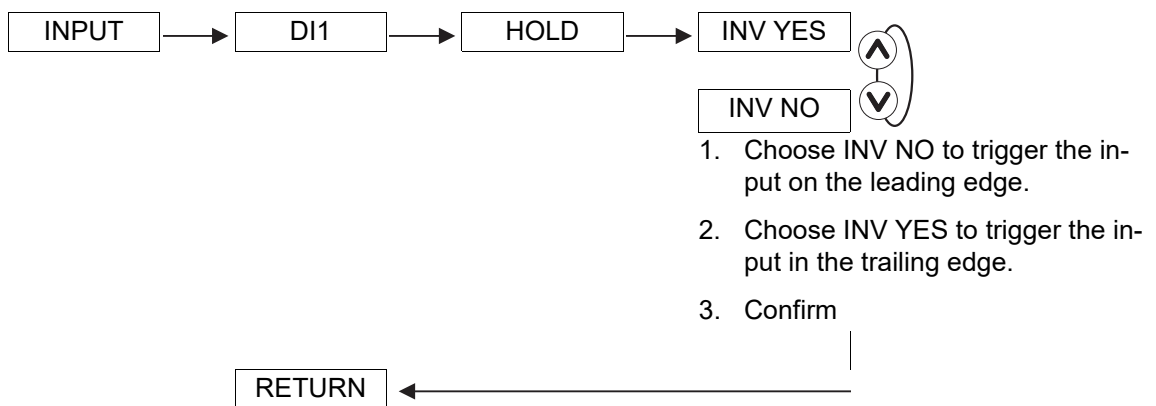 INPUT DI1 HOLD INV YES
INV NO
1. Choose INV NO to trigger the in-
put on the leading edge.
2. Choose INV YES to trigger the in-
put in the trailing edge.
3. Confirm
RETURN